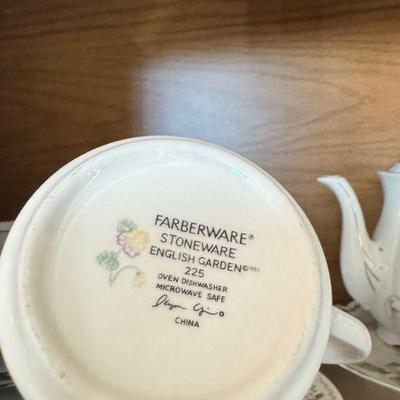 FARBERWARE®
STONEWARE
ENGLISH GARDEN©
225
OVEN DISHWASHER
MICROWAVE SAFE
CHINA